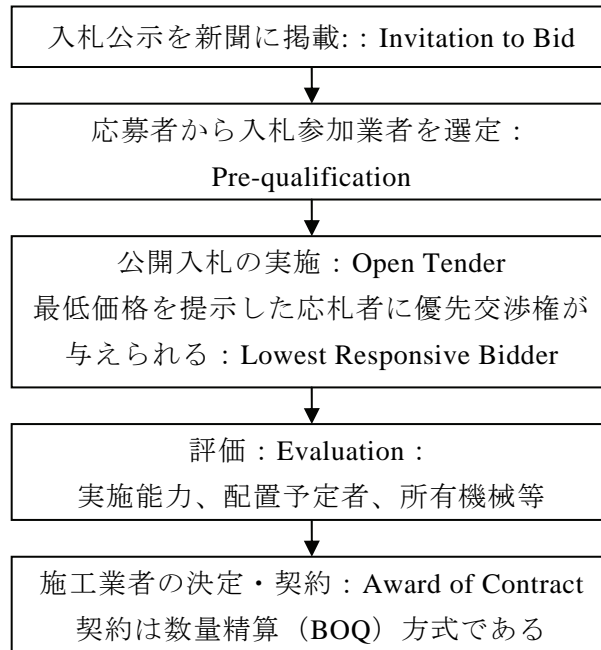 入札公示を新聞に掲載:：Invitation to Bid
応募者から入札参加業者を選定：
Pre-qualification
公開入札の実施：Open Tender
最低価格を提示した応札者に優先交渉権が
与えられる：Lowest Responsive Bidder
評価：Evaluation：
実施能力、配置予定者、所有機械等
施工業者の決定・契約：Award of Contract
契約は数量精算（BOQ）方式である